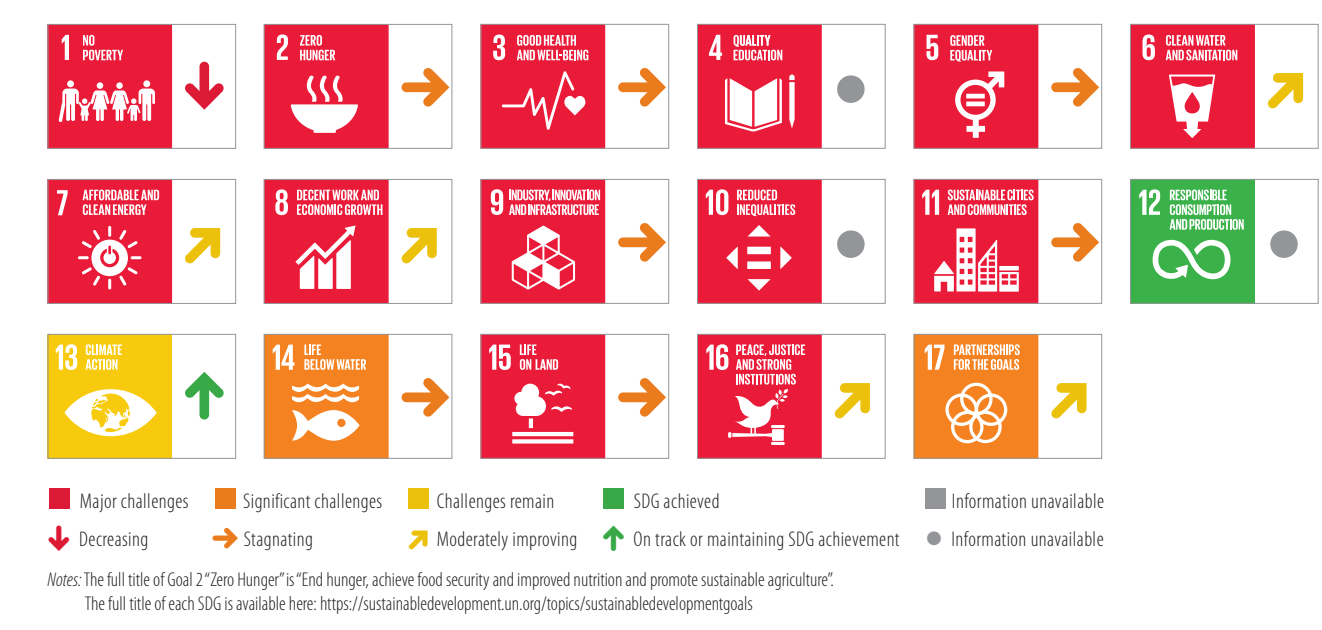 1 NO
POVERTY
2 ZERO
HUNGER
3 GOOD HEALTH
AND WELL-BEING
4 QUALITY
EDUCATION
5 GENDER
EQUALITY
6 CLEAN WATER
AND SANITATION
7 AFFORDABLE AND
CLEAN ENERGY
8 DECENT WORK AND
ECONOMIC GROWTH
9 INDUSTRY, INNOVATION
AND INFRASTRUCTURE
10 REDUCED
INEQUALITIES
11 SUSTAINABLE CITIES
AND COMMUNITIES
12 RESPONSIBLE
CONSUMPTION
AND PRODUCTION
13 CLIMATE
ACTION
14 LIFE
BELOW WATER
15 LIFE
ON LAND
16 PEACE, JUSTICE
AND STRONG
INSTITUTIONS
17 PARTNERSHIPS
FOR THE GOALS
Major challenges
Significant challenges
Challenges remain
SDG achieved
Information unavailable
Decreasing
Stagnating
Moderately improving
On track or maintaining SDG achievement
Information unavailable
Notes: The full title of Goal 2 “Zero Hunger” is “End hunger, achieve food security and improved nutrition and promote sustainable agriculture”.
The full title of each SDG is available here: https://sustainabledevelopment.un.org/topics/sustainabledevelopmentgoals